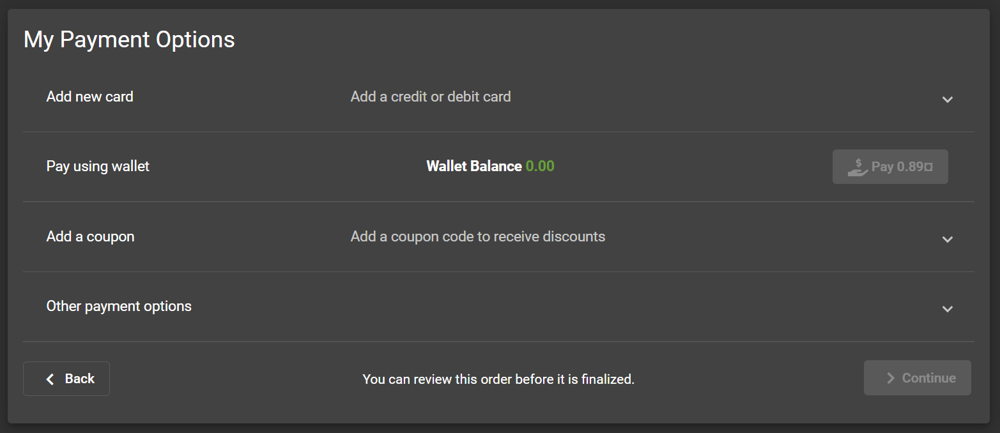 My Payment Options
Add new card Add a credit or debit card
Pay using wallet Wallet Balance 0.00 Pay 0.89¤
Add a coupon Add a coupon code to receive discounts
Other payment options
Back You can review this order before it is finalized. Continue